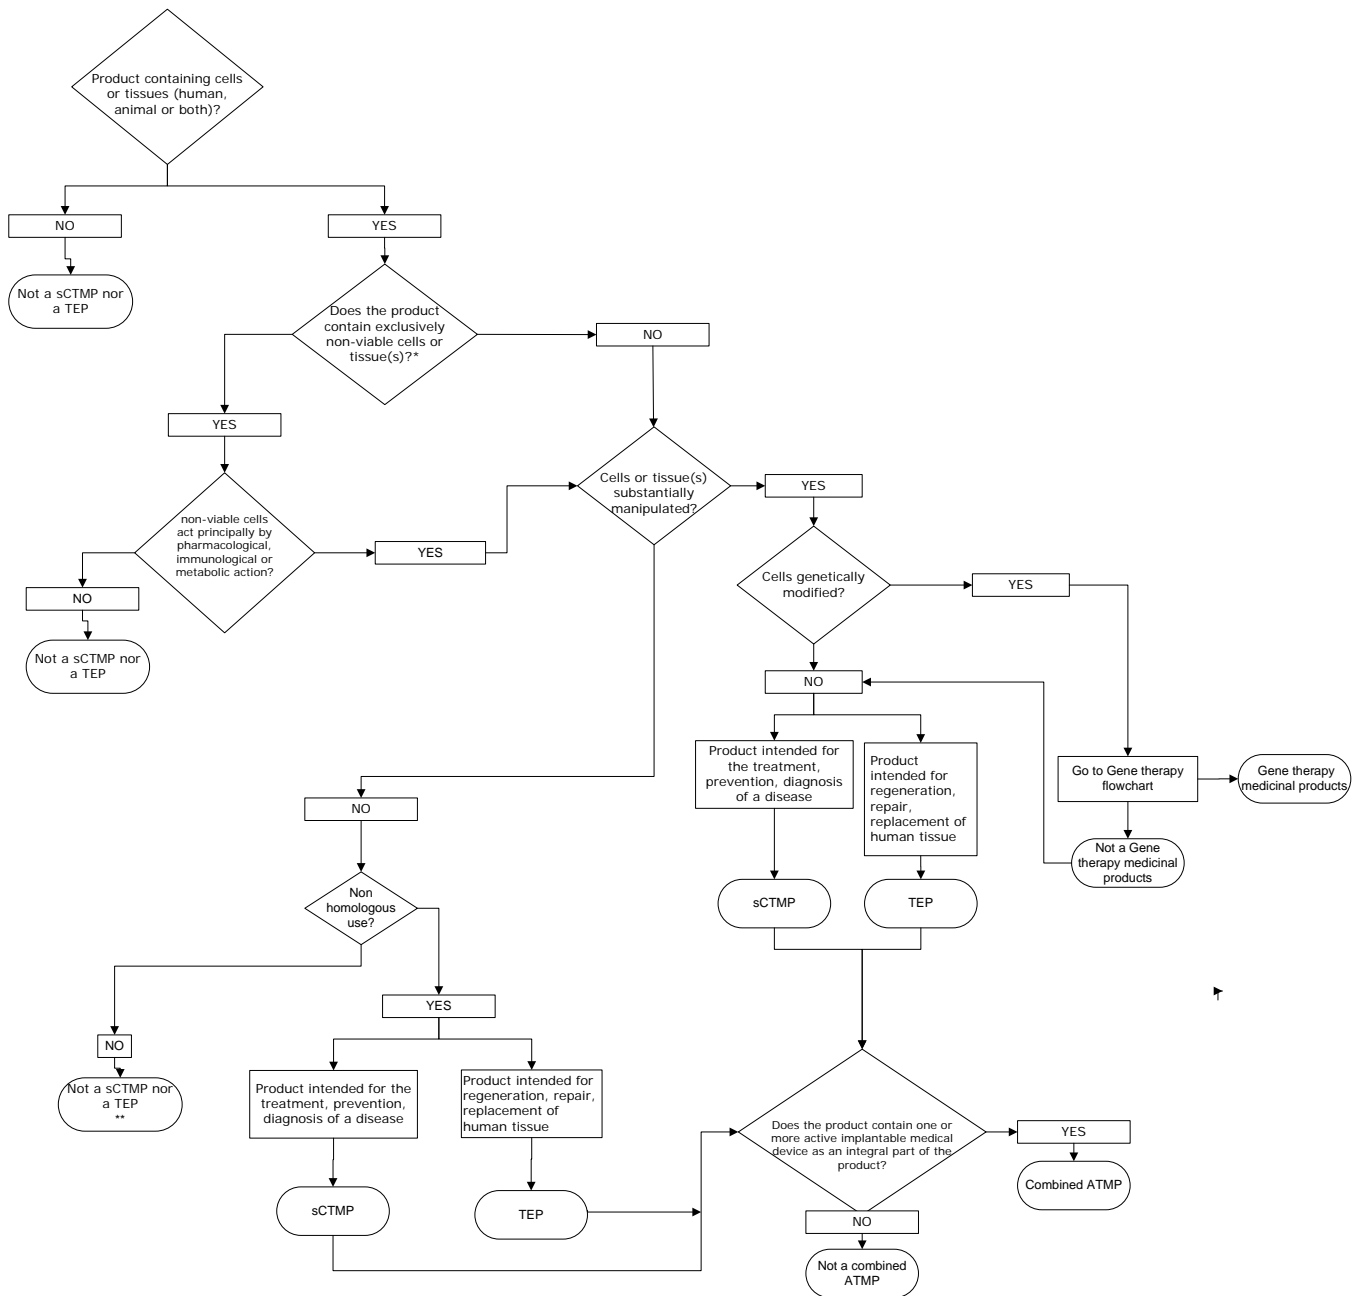 Product containing cells
or tissues (human,
animal or both)?
NO
YES
Not a sCTMP nor
a TEP
Does the product
contain exclusively
non-viable cells or
tissue(s)?*
NO
YES
Cells or tissue(s)
substantially
manipulated?
YES
non-viable cells
act principally by
pharmacological,
immunological or
metabolic action?
YES
NO
Not a sCTMP nor
a TEP
Cells genetically
modified?
YES
NO
Product intended for
the treatment,
prevention, diagnosis
of a disease
Product
intended for
regeneration,
repair,
replacement of
human tissue
Go to Gene therapy
flowchart
Gene therapy
medicinal products
Not a Gene
therapy medicinal
products
sCTMP
TEP
NO
Non
homologous
use?
YES
NO
Not a sCTMP nor
a TEP
**
Product intended for the
treatment, prevention,
diagnosis of a disease
Product intended for
regeneration, repair,
replacement of
human tissue
sCTMP
TEP
Does the product contain one or
more active implantable medical
device as an integral part of the
product?
YES
Combined ATMP
NO
Not a combined
ATMP